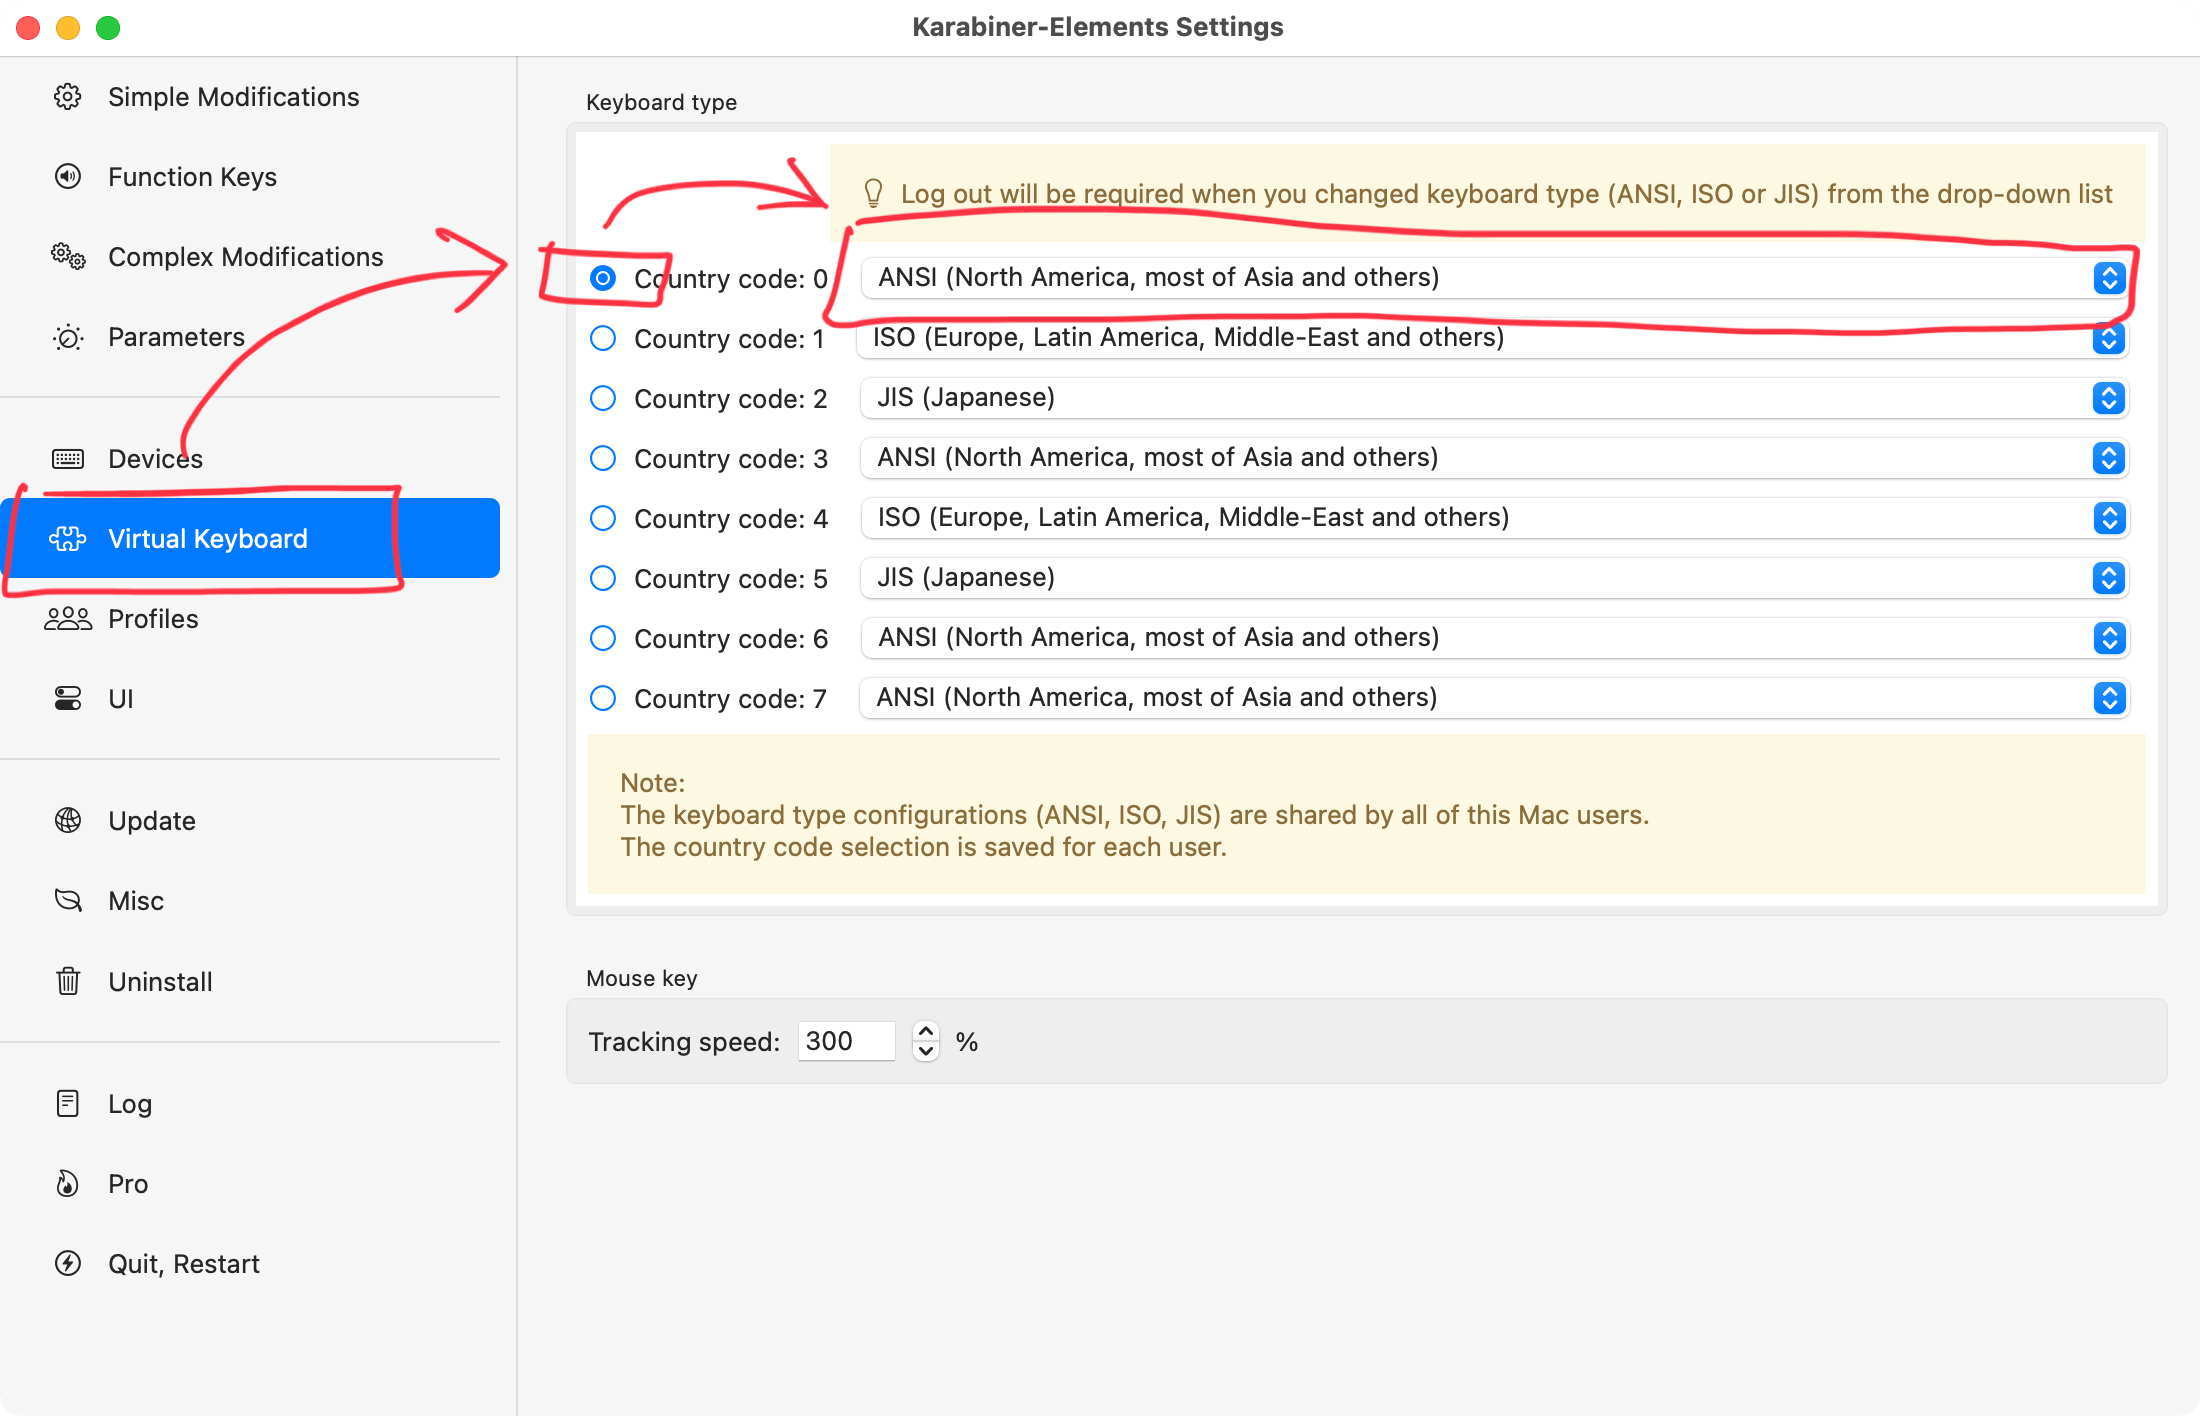 Karabiner-Elements Settings
Simple Modifications
Function Keys
Complex Modifications
Parameters
Devices
Virtual Keyboard
Profiles
UI
Update
Misc
Uninstall
Log
Pro
Quit, Restart
Keyboard type
Log out will be required when you changed keyboard type (ANSI, ISO or JIS) from the drop-down list
Country code: 0 ANSI (North America, most of Asia and others)
Country code: 1 ISO (Europe, Latin America, Middle-East and others)
Country code: 2 JIS (Japanese)
Country code: 3 ANSI (North America, most of Asia and others)
Country code: 4 ISO (Europe, Latin America, Middle-East and others)
Country code: 5 JIS (Japanese)
Country code: 6 ANSI (North America, most of Asia and others)
Country code: 7 ANSI (North America, most of Asia and others)
Note:
The keyboard type configurations (ANSI, ISO, JIS) are shared by all of this Mac users.
The country code selection is saved for each user.
Mouse key
Tracking speed: 300 %